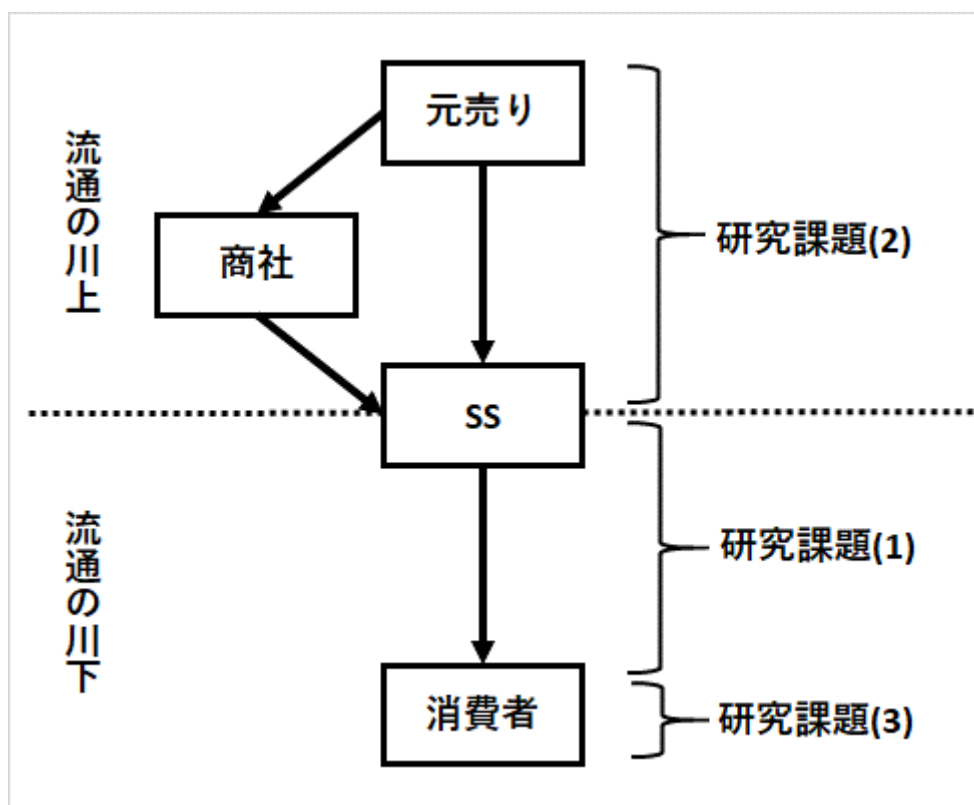 元売り
流通の川上
商社
研究課題(2)
SS
研究課題(1)
流通の川下
消費者
研究課題(3)